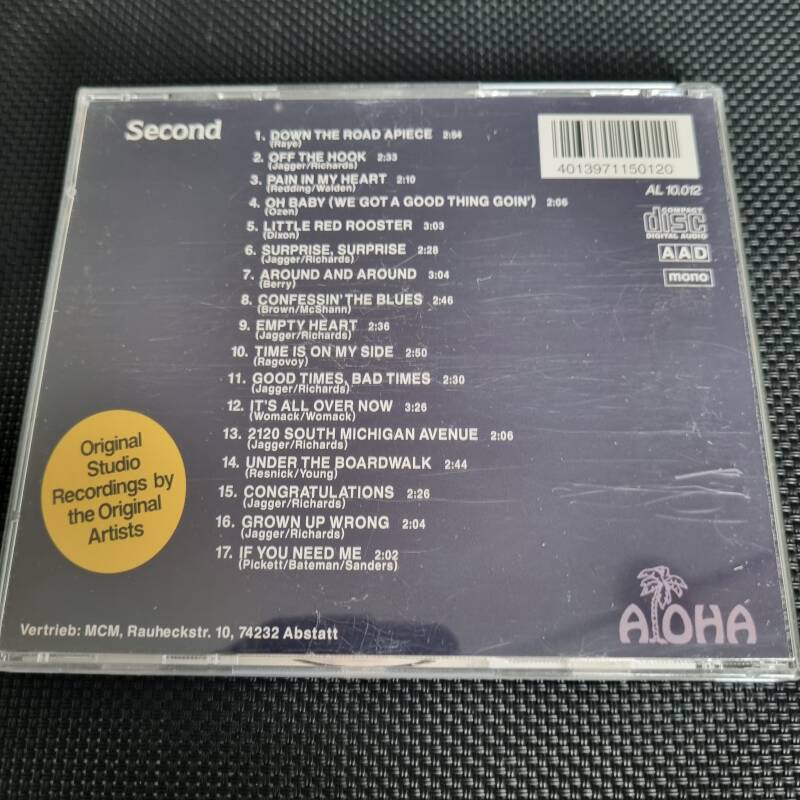 Second
1. DOWN THE ROAD APIECE 2:54
(Raye)
2. OFF THE HOOK 2:33
(Jagger/Richards)
3. PAIN IN MY HEART 2:10
(Redding/Walden)
4. OH BABY (WE GOT A GOOD THING GOIN') 2:06
(Ozen)
5. LITTLE RED ROOSTER 3:03
(Dixon)
6. SURPRISE, SURPRISE 2:28
(Jagger/Richards)
7. AROUND AND AROUND 3:04
(Berry)
8. CONFESSIN' THE BLUES 2:46
(Brown/McShann)
9. EMPTY HEART 2:36
(Jagger/Richards)
10. TIME IS ON MY SIDE 2:50
(Ragovoy)
11. GOOD TIMES, BAD TIMES 2:30
(Jagger/Richards)
12. IT'S ALL OVER NOW 3:26
(Womack/Womack)
13. 2120 SOUTH MICHIGAN AVENUE 2:06
(Jagger/Richards)
14. UNDER THE BOARDWALK 2:44
(Resnick/Young)
15. CONGRATULATIONS 2:26
(Jagger/Richards)
16. GROWN UP WRONG 2:04
(Jagger/Richards)
17. IF YOU NEED ME 2:02
(Pickett/Bateman/Sanders)
4013971150120
AL 10.012
COMPACT
disc
DIGITAL AUDIO
AAD
mono
Original
Studio
Recordings by
the Original
Artists
ALOHA
Vertrieb: MCM, Rauheckstr. 10, 74232 Abstatt